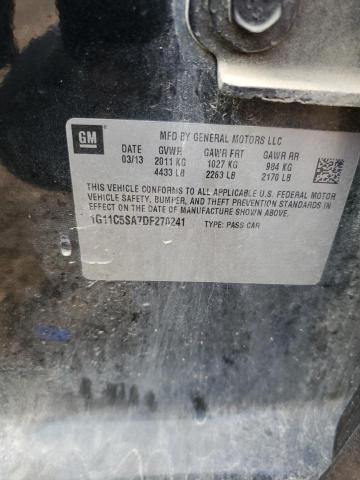 GM
MFD BY GENERAL MOTORS LLC
DATE GVWR GAWR FRT GAWR RR
03/13 2011 KG 1027 KG 984 KG
4433 LB 2263 LB 2170 LB
THIS VEHICLE CONFORMS TO ALL APPLICABLE U.S. FEDERAL MOTOR
VEHICLE SAFETY, BUMPER, AND THEFT PREVENTION STANDARDS IN
EFFECT ON THE DATE OF MANUFACTURE SHOWN ABOVE.
1G11C5SA7DF270241 TYPE: PASS CAR